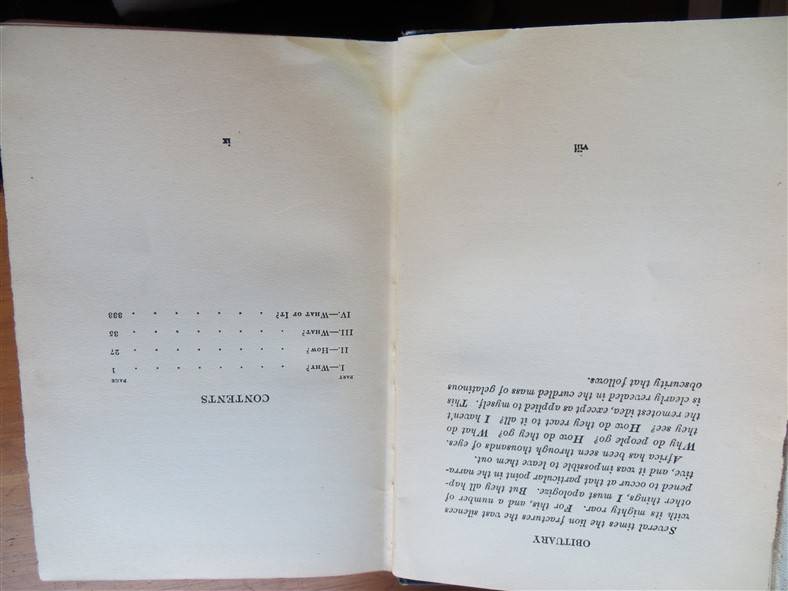 OBITUARY
Several times the lion fractures the vast silences
with its mighty roar. For this, and a number of
other things, I must apologize. But they all hap-
pened to occur at that particular point in the narra-
tive, and it was impossible to leave them out.
Africa has been seen through thousands of eyes.
Why do people go? How do they go? What do
they see? How do they react to it all? I haven't
the remotest idea, except as applied to myself. This
is clearly revealed in the curdled mass of gelatinous
obscurity that follows.
viii
CONTENTS
PART PAGE
I.—Why? . . . . . . . . 1
II.—How? . . . . . . . . 27
III.—What? . . . . . . . . 35
IV.—What of It? . . . . . . . 333
ix